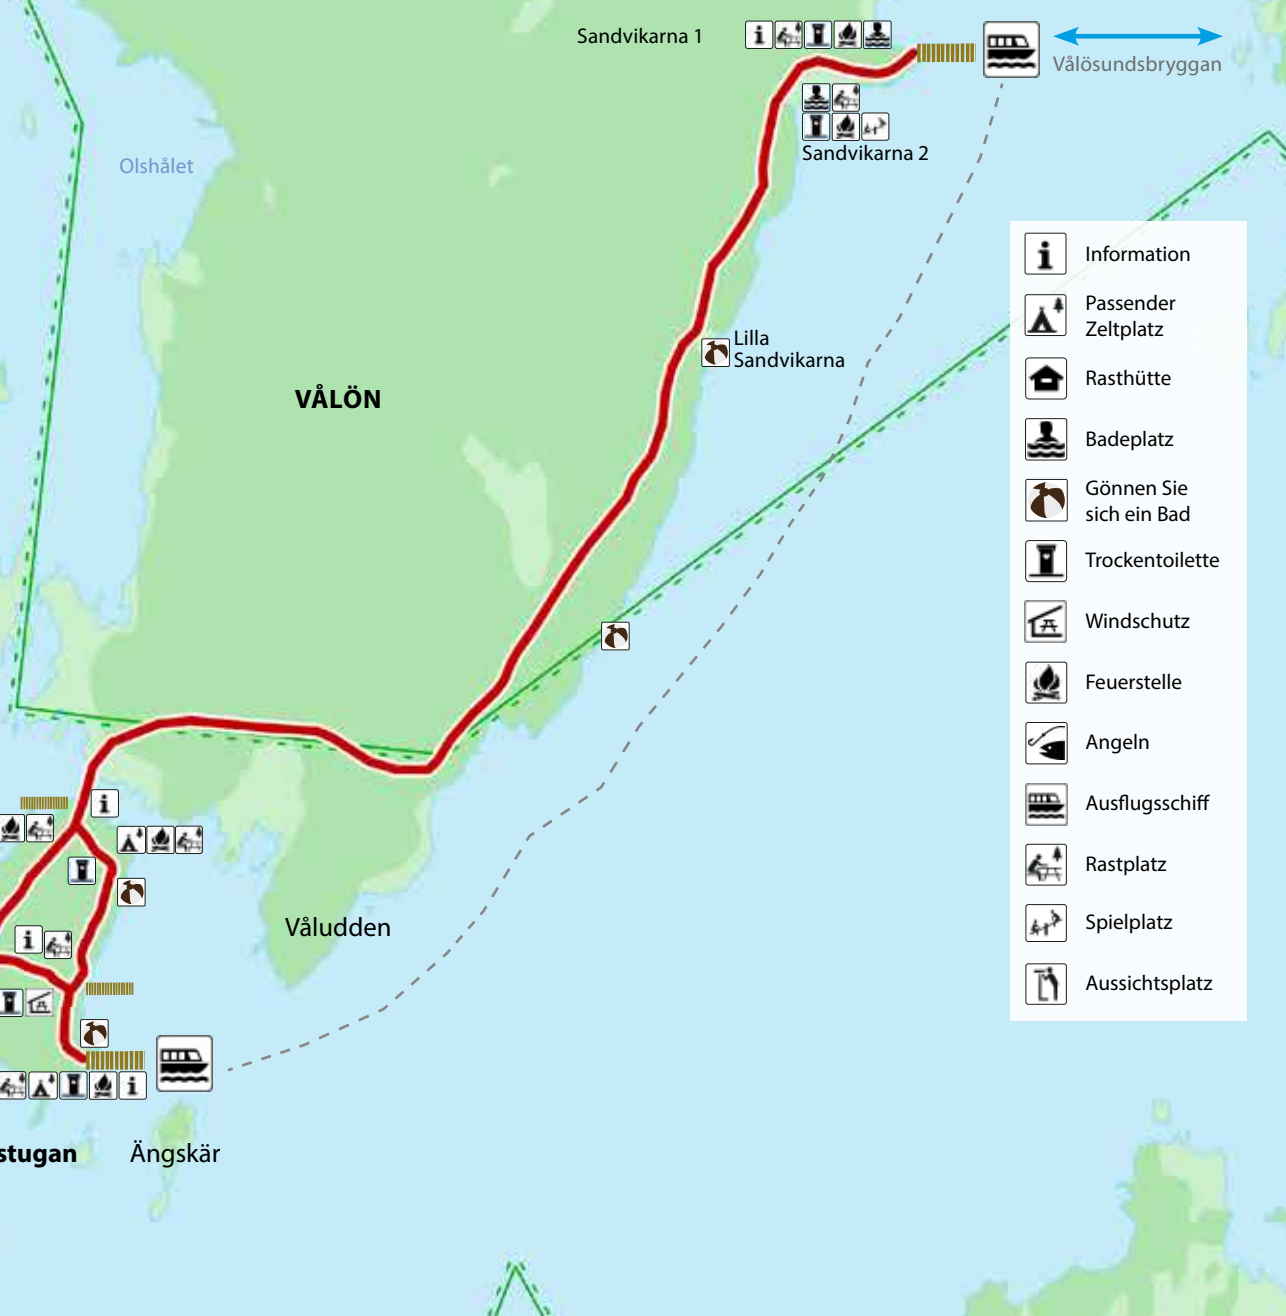 Sandvikarna 1
Vålösundsbryggan
Sandvikarna 2
Olshålet
Information
Passender
Zeltplatz
Rasthütte
Badeplatz
Gönnen Sie
sich ein Bad
Trockentoilette
Windschutz
Feuerstelle
Angeln
Ausflugsschiff
Rastplatz
Spielplatz
Aussichtsplatz
Lilla
Sandvikarna
VÅLÖN
Våludden
stugan
Ängskär